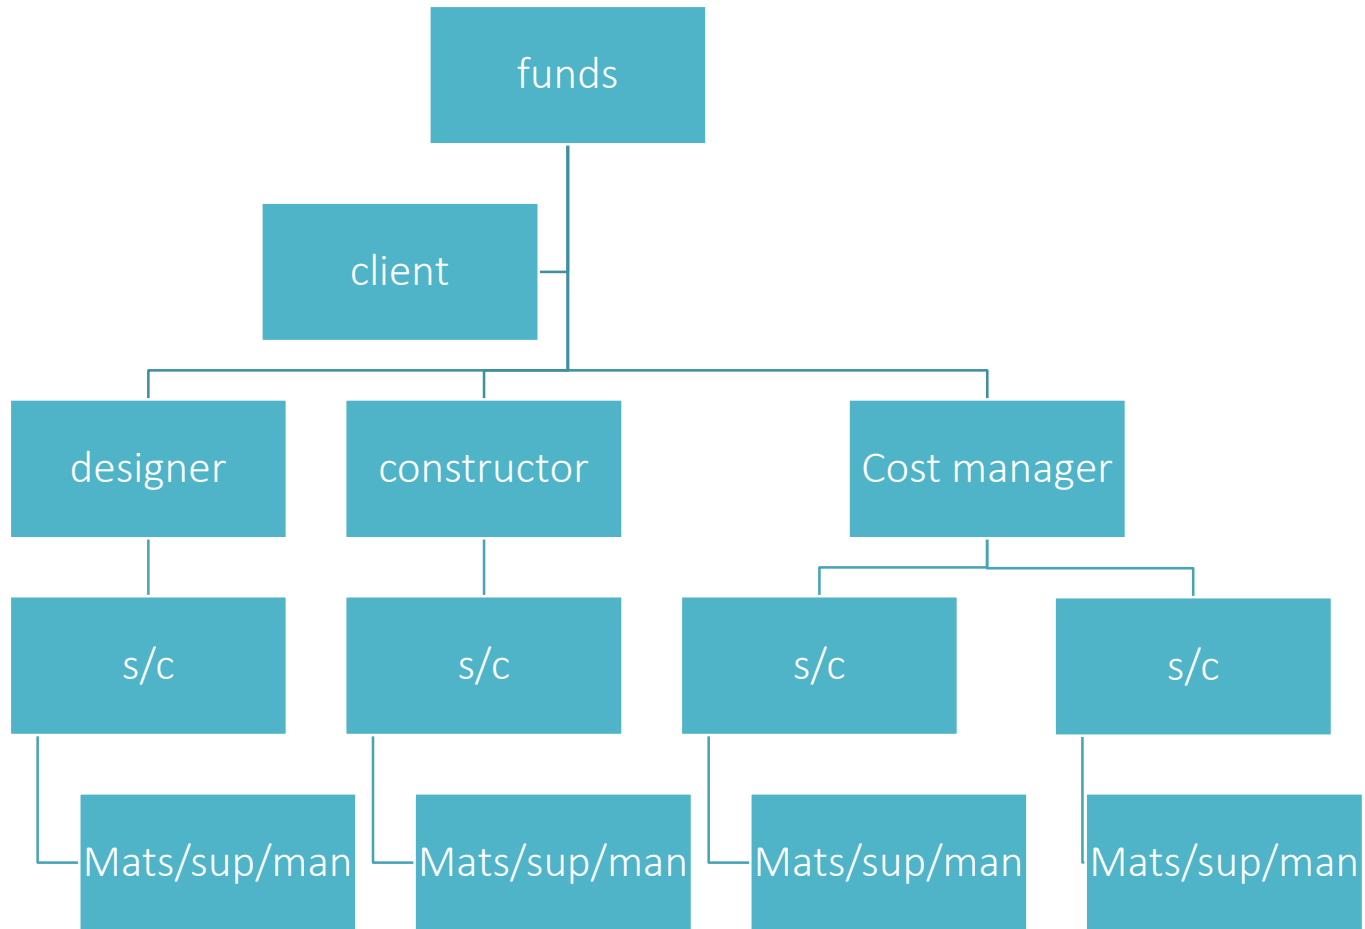 funds
client
designer
constructor
Cost manager
s/c
s/c
s/c
s/c
Mats/sup/man
Mats/sup/man
Mats/sup/man
Mats/sup/man